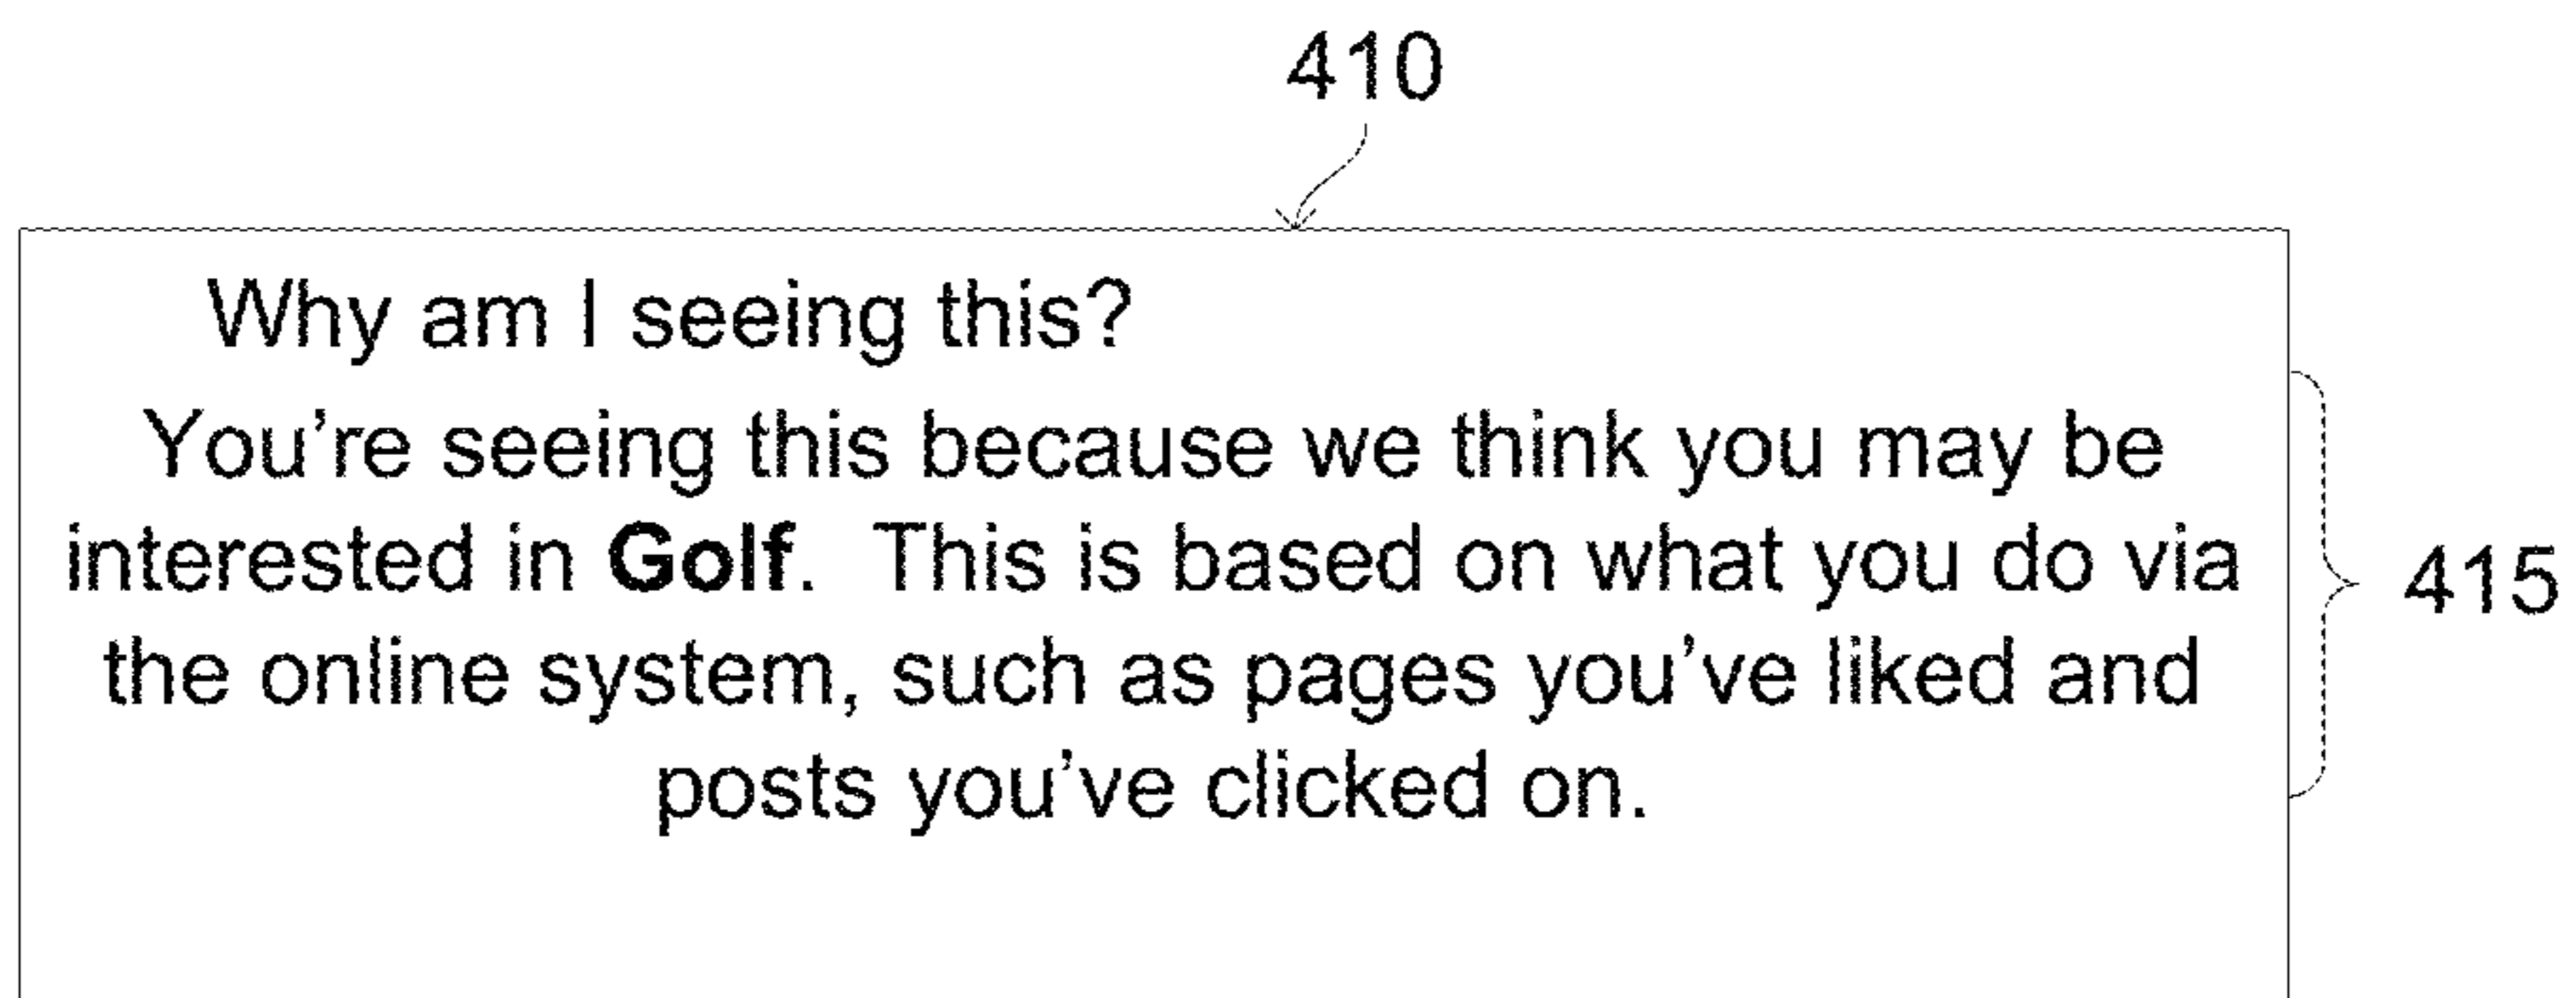 410
Why am I seeing this?
You're seeing this because we think you may be
interested in Golf.  This is based on what you do via
the online system, such as pages you've liked and
posts you've clicked on.
415